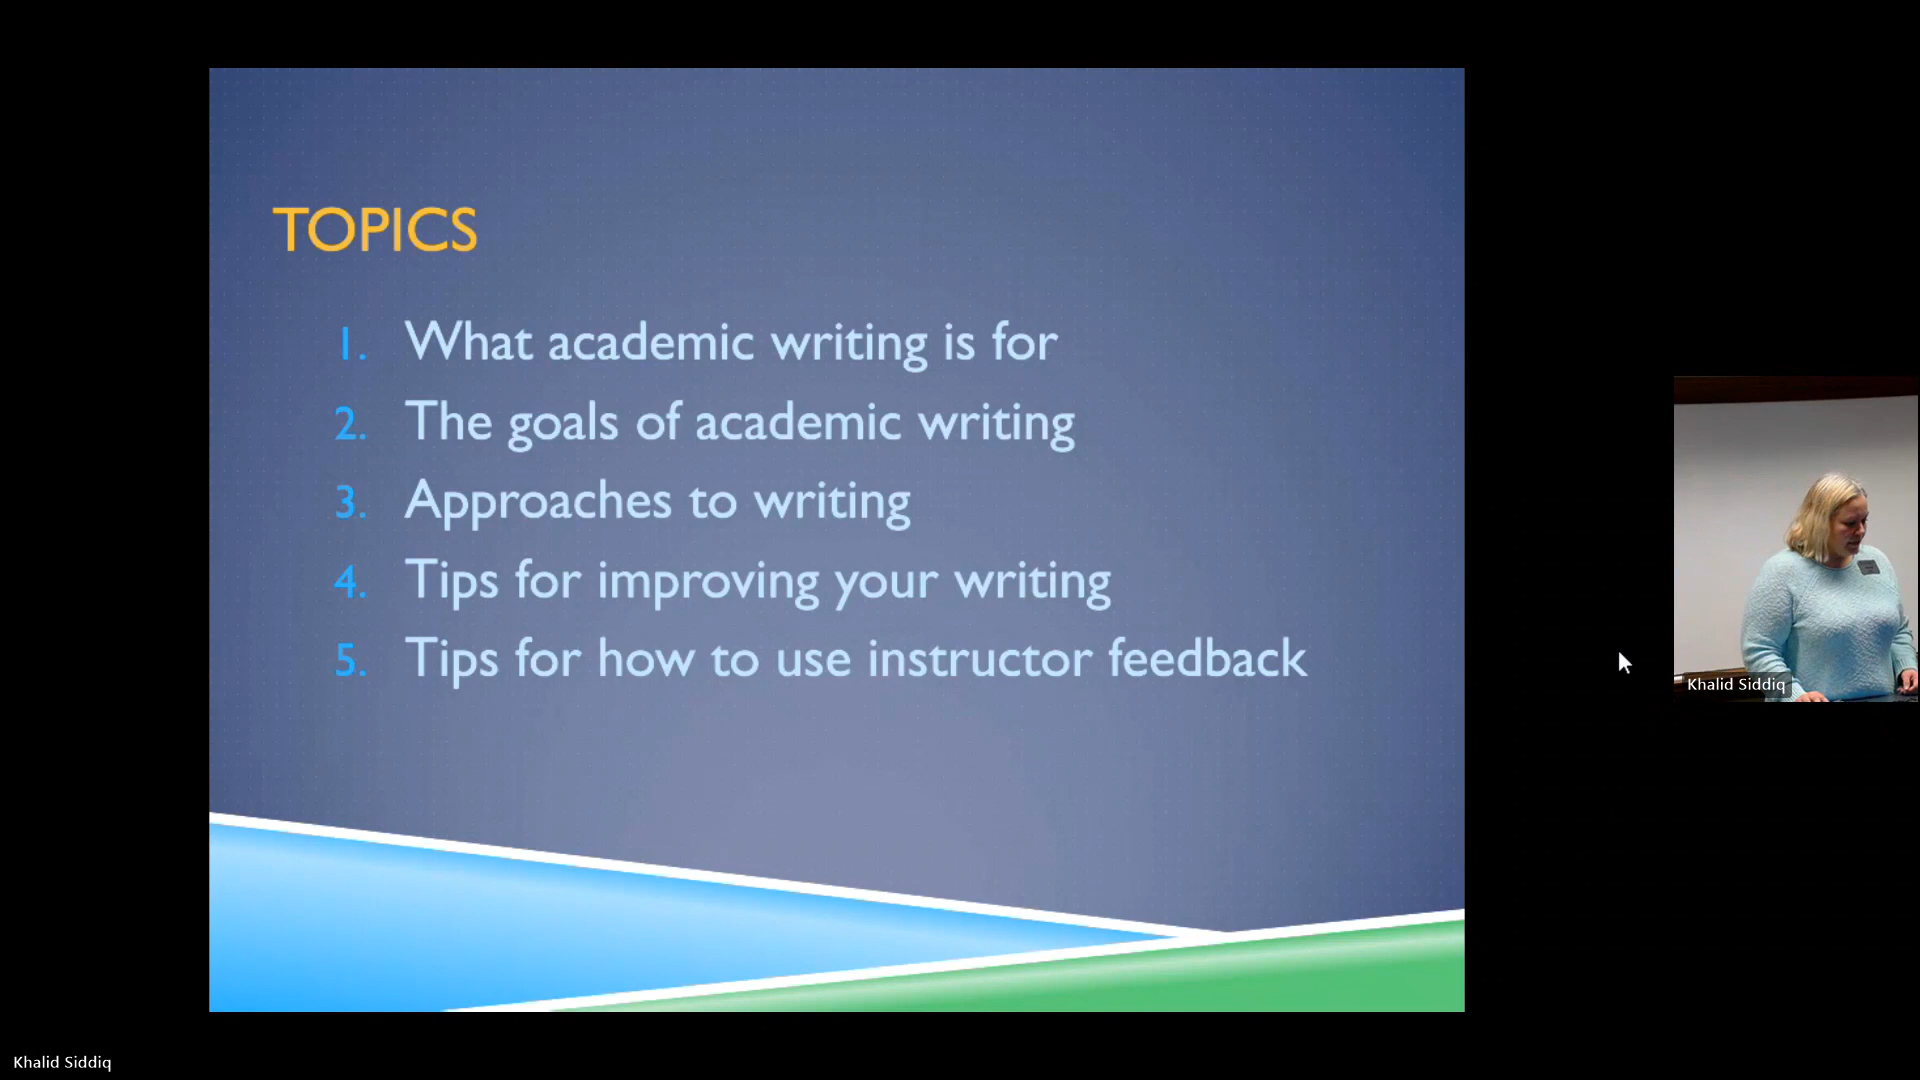 TOPICS
1. What academic writing is for
2. The goals of academic writing
3. Approaches to writing
4. Tips for improving your writing
5. Tips for how to use instructor feedback
Khalid Siddiq
Khalid Siddiq